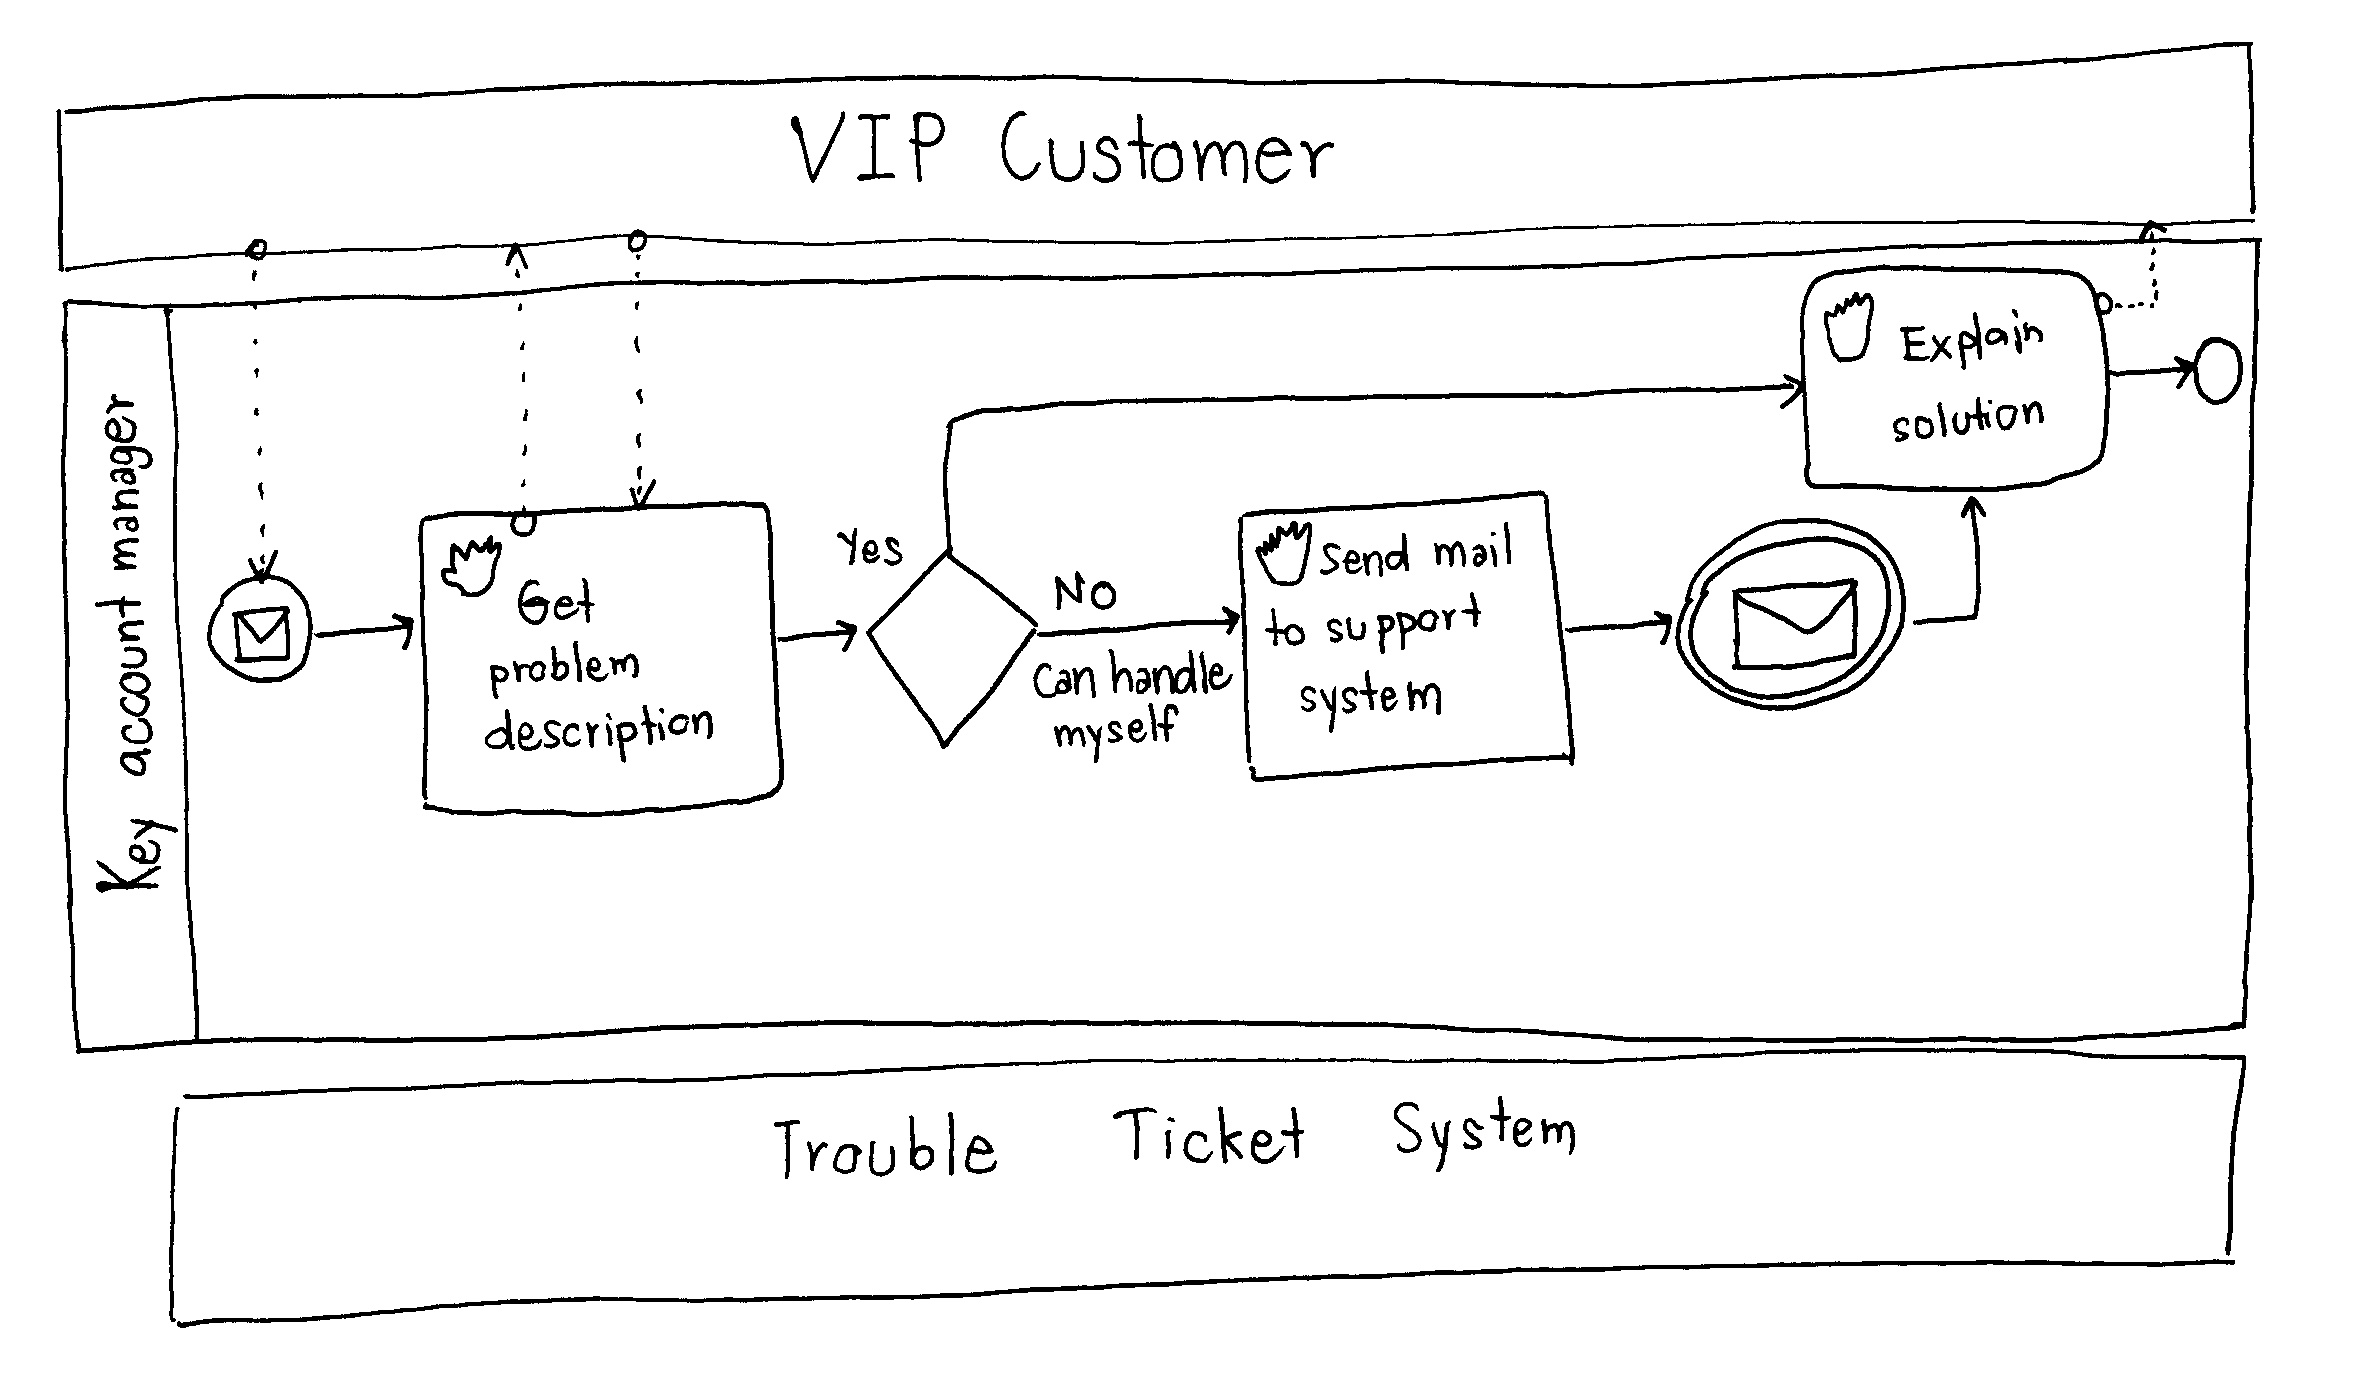 VIP Customer
Key account manager
Get
problem
description
Yes
No
Can handle
myself
Send mail
to support
system
Explain
solution
Trouble Ticket System